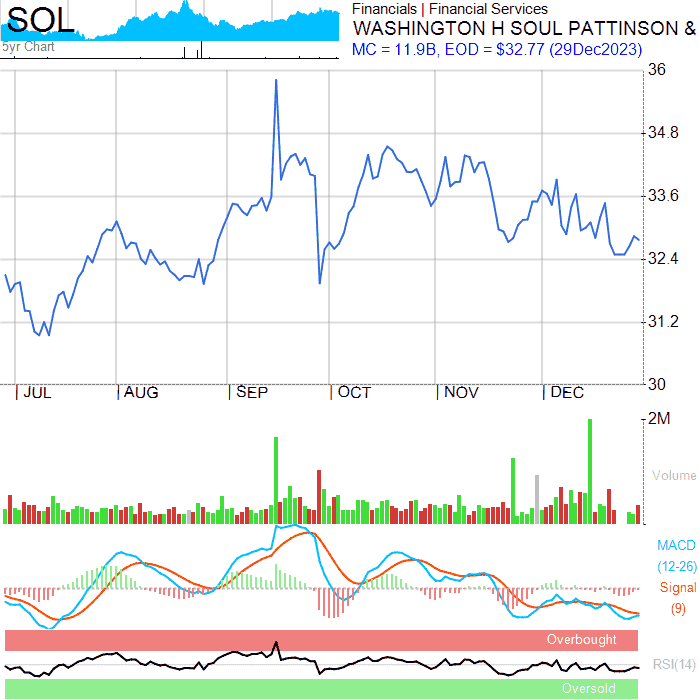 SOL
5yr Chart
Financials | Financial Services
WASHINGTON H SOUL PATTINSON &
MC = 11.9B, EOD = $32.77 (29Dec2023)
36
34.8
33.6
32.4
31.2
30
JUL AUG SEP OCT NOV DEC
2M
Volume
MACD
(12-26)
Signal
(9)
Overbought
RSI(14)
Oversold